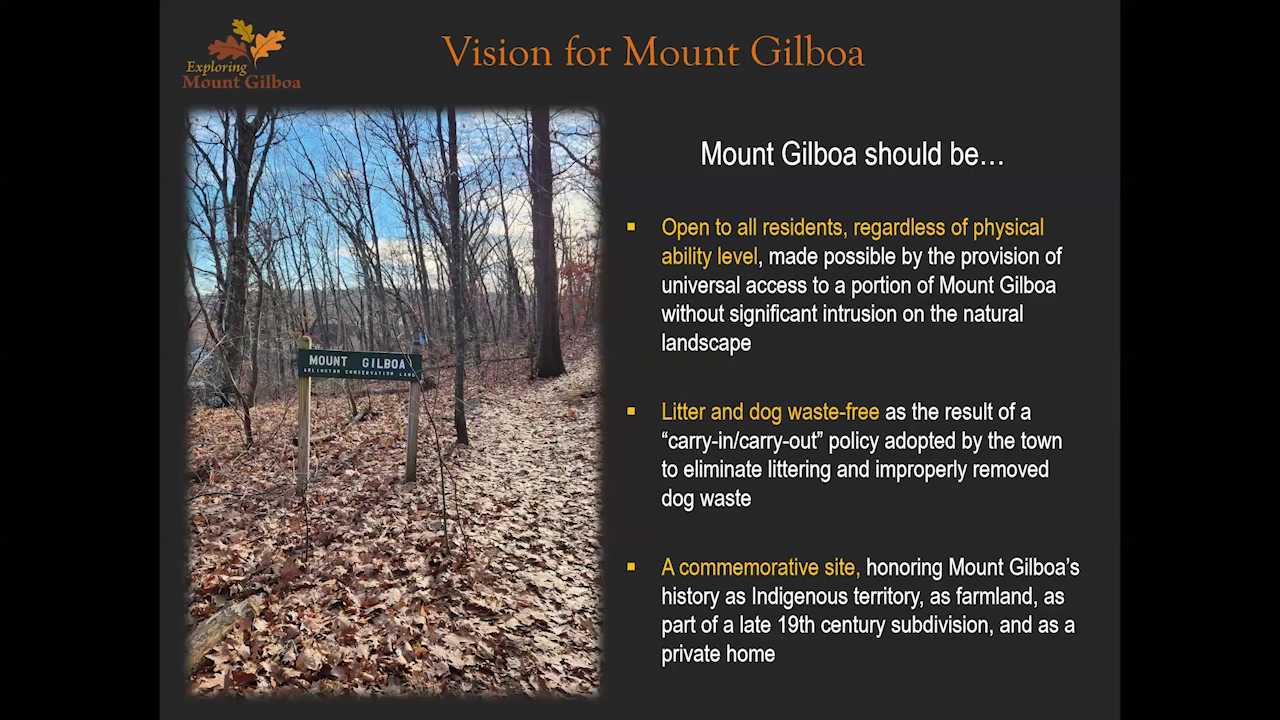 Exploring
Mount Gilboa
Vision for Mount Gilboa
MOUNT GILBOA
ARLINGTON CONSERVATION LAND
Mount Gilboa should be…
▪ Open to all residents, regardless of physical
ability level, made possible by the provision of
universal access to a portion of Mount Gilboa
without significant intrusion on the natural
landscape
▪ Litter and dog waste-free as the result of a
“carry-in/carry-out” policy adopted by the town
to eliminate littering and improperly removed
dog waste
▪ A commemorative site, honoring Mount Gilboa’s
history as Indigenous territory, as farmland, as
part of a late 19th century subdivision, and as a
private home